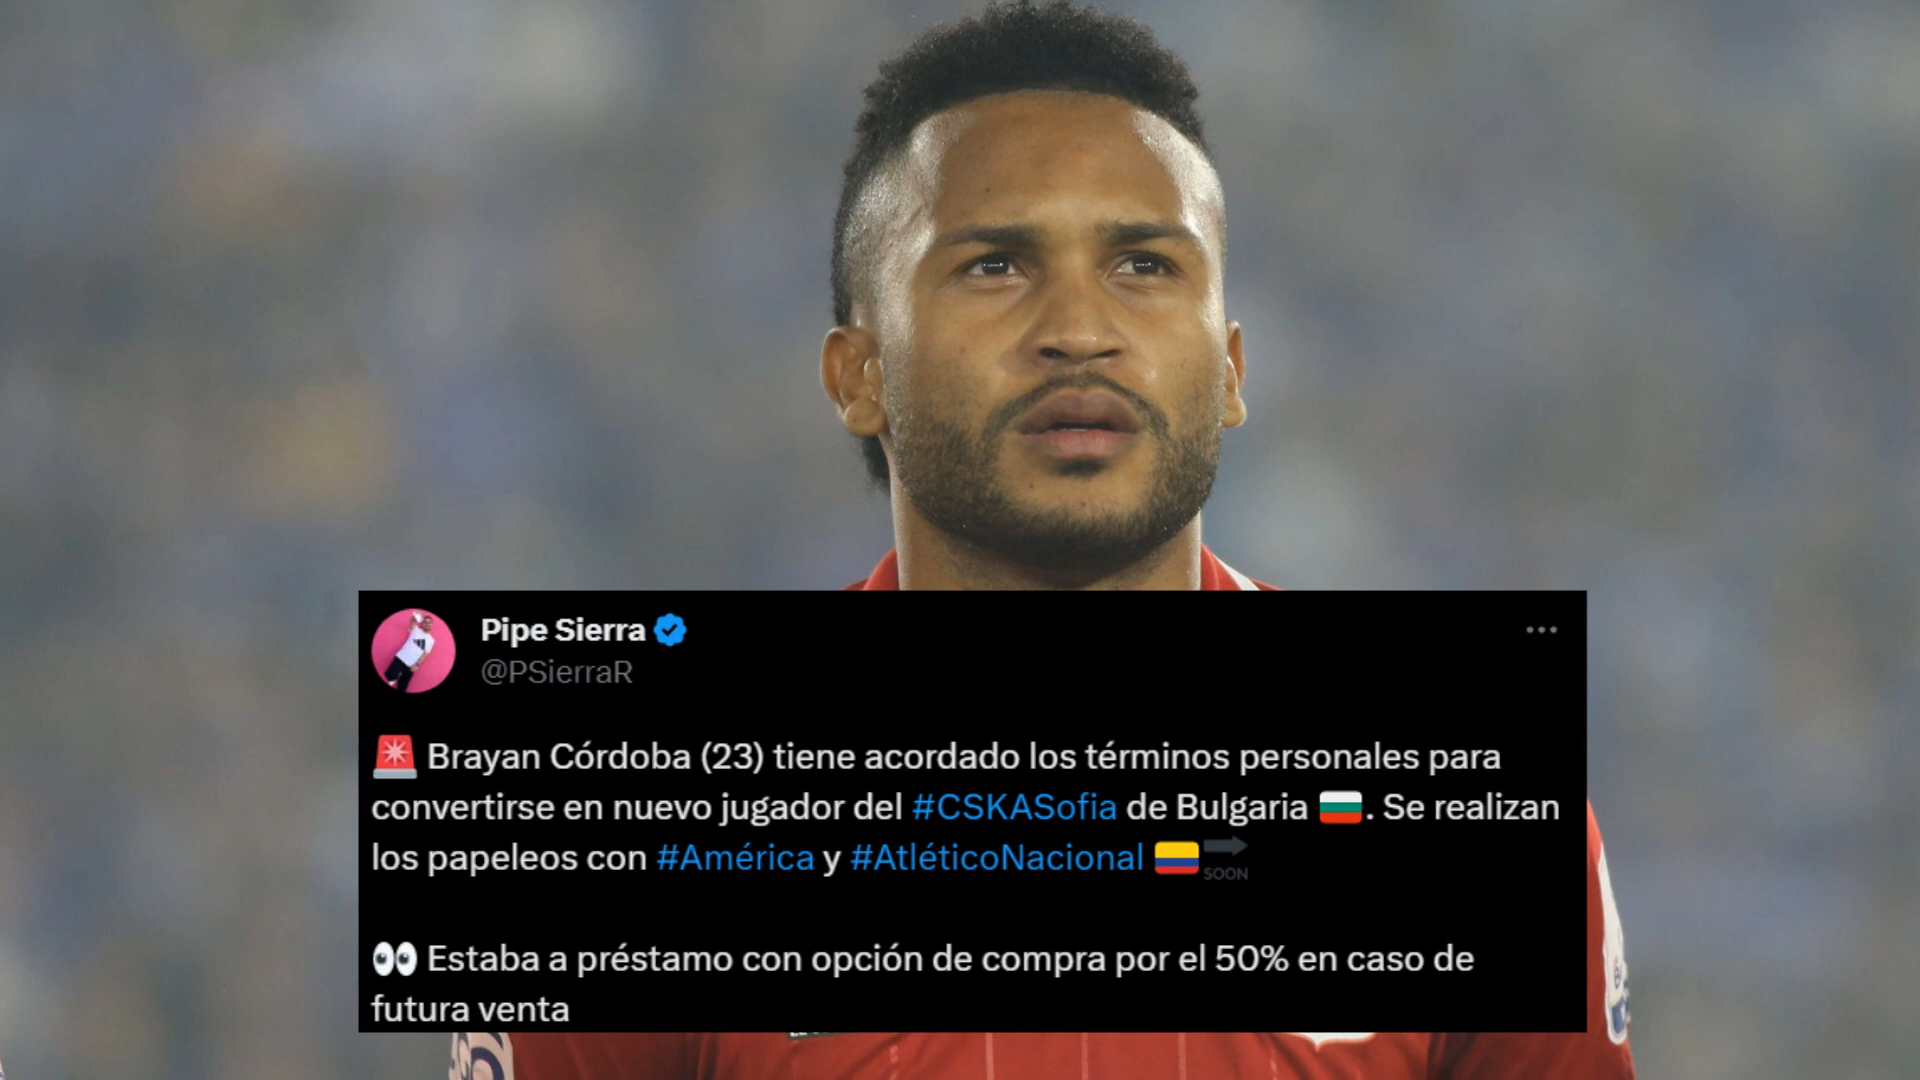 Pipe Sierra
@PSierraR
🚨 Brayan Córdoba (23) tiene acordado los términos personales para
convertirse en nuevo jugador del #CSKASofia de Bulgaria 🇧🇬. Se realizan
los papeleos con #América y #AtléticoNacional 🇨🇴🔜
👀 Estaba a préstamo con opción de compra por el 50% en caso de
futura venta